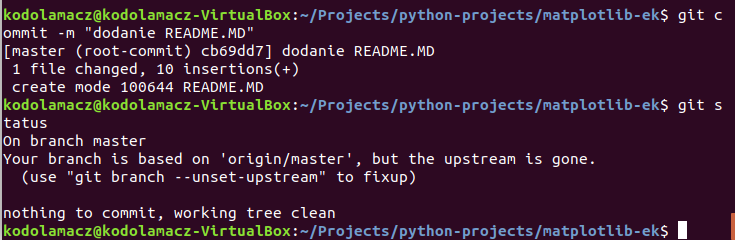 kodolamacz@kodolamacz-VirtualBox:~/Projects/python-projects/matplotlib-ek$ git c
ommit -m "dodanie README.MD"
[master (root-commit) cb69dd7] dodanie README.MD
 1 file changed, 10 insertions(+)
 create mode 100644 README.MD
kodolamacz@kodolamacz-VirtualBox:~/Projects/python-projects/matplotlib-ek$ git s
tatus
On branch master
Your branch is based on 'origin/master', but the upstream is gone.
  (use "git branch --unset-upstream" to fixup)

nothing to commit, working tree clean
kodolamacz@kodolamacz-VirtualBox:~/Projects/python-projects/matplotlib-ek$